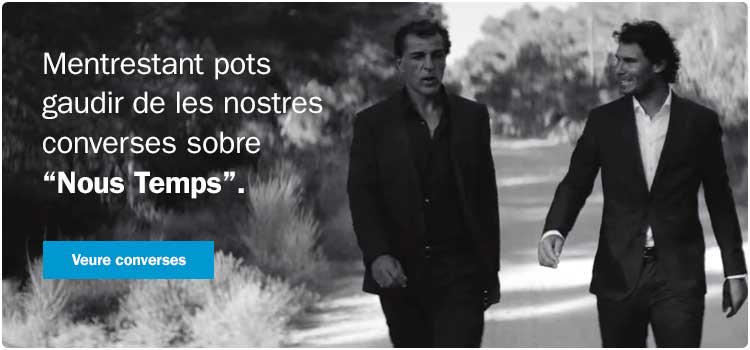 Mentrestant pots
gaudir de les nostres
converses sobre
“Nous Temps”.
Veure converses